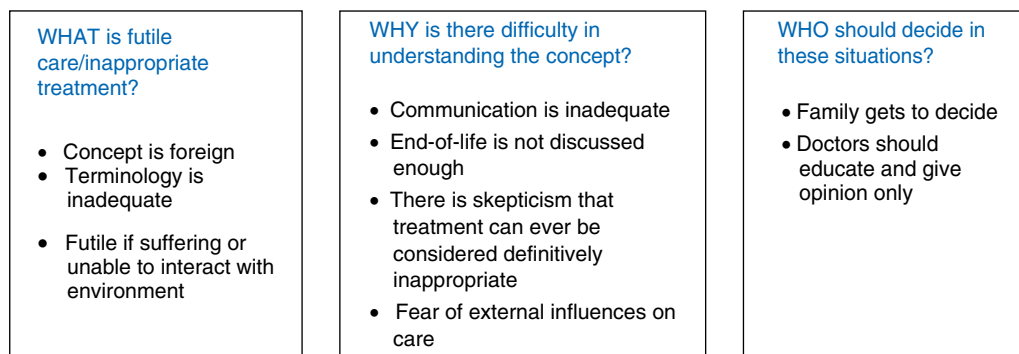 WHAT is futile
care/inappropriate
treatment?
• Concept is foreign
• Terminology is
inadequate
• Futile if suffering or
unable to interact with
environment
WHY is there difficulty in
understanding the concept?
• Communication is inadequate
• End-of-life is not discussed
enough
• There is skepticism that
treatment can ever be
considered definitively
inappropriate
• Fear of external influences on
care
WHO should decide in
these situations?
• Family gets to decide
• Doctors should
educate and give
opinion only